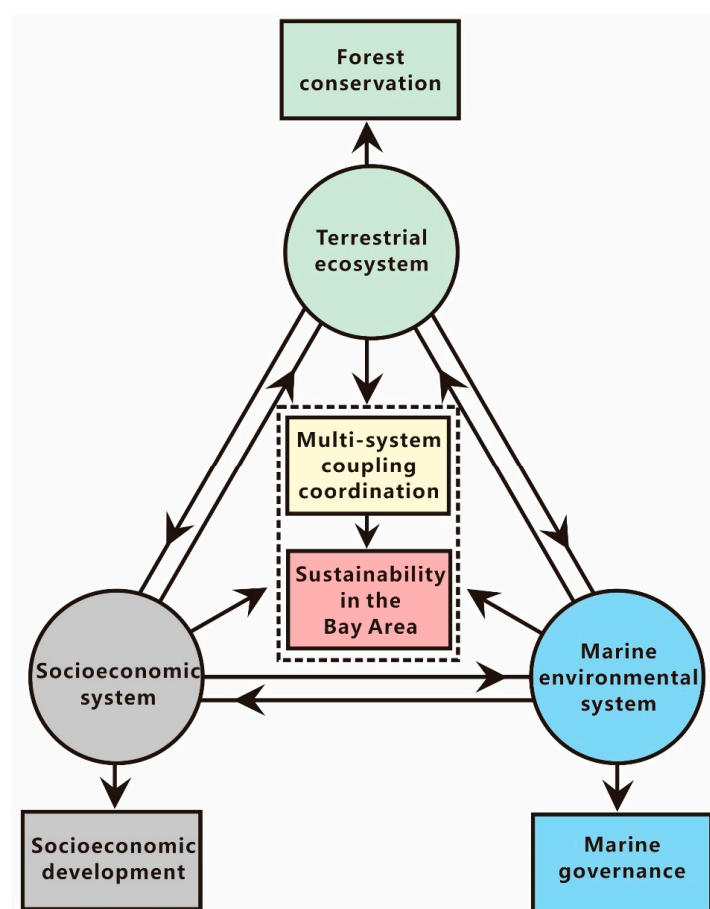 Forest
conservation
Terrestrial
ecosystem
Multi-system
coupling
coordination
Sustainability
in the
Bay Area
Socioeconomic
system
Marine
environmental
system
Socioeconomic
development
Marine
governance